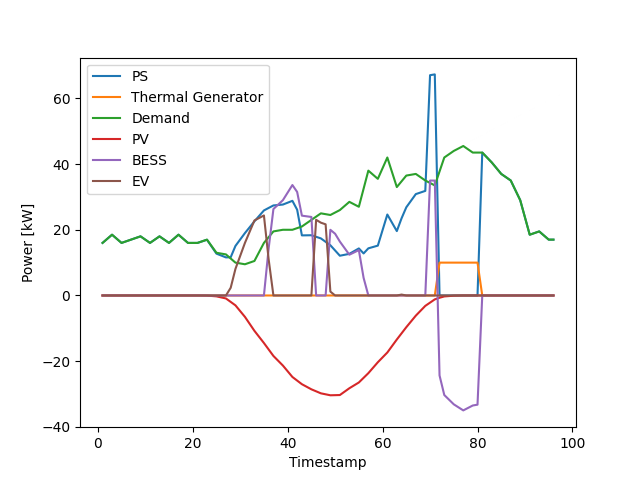 PS
Thermal Generator
Demand
PV
BESS
EV
Power [kW]
60
40
20
0
−20
−40
0 20 40 60 80 100
Timestamp